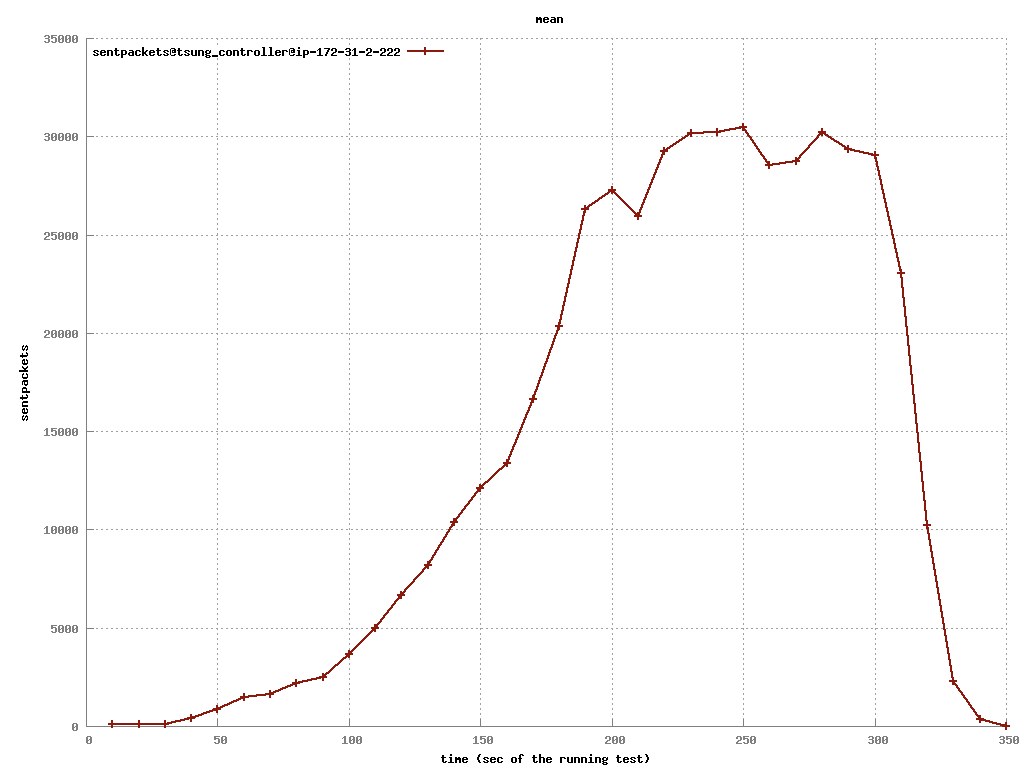 mean
sentpackets@tsung_controller@ip-172-31-2-222
35000
30000
25000
20000
15000
10000
5000
0
sentpackets
0 50 100 150 200 250 300 350
time (sec of the running test)